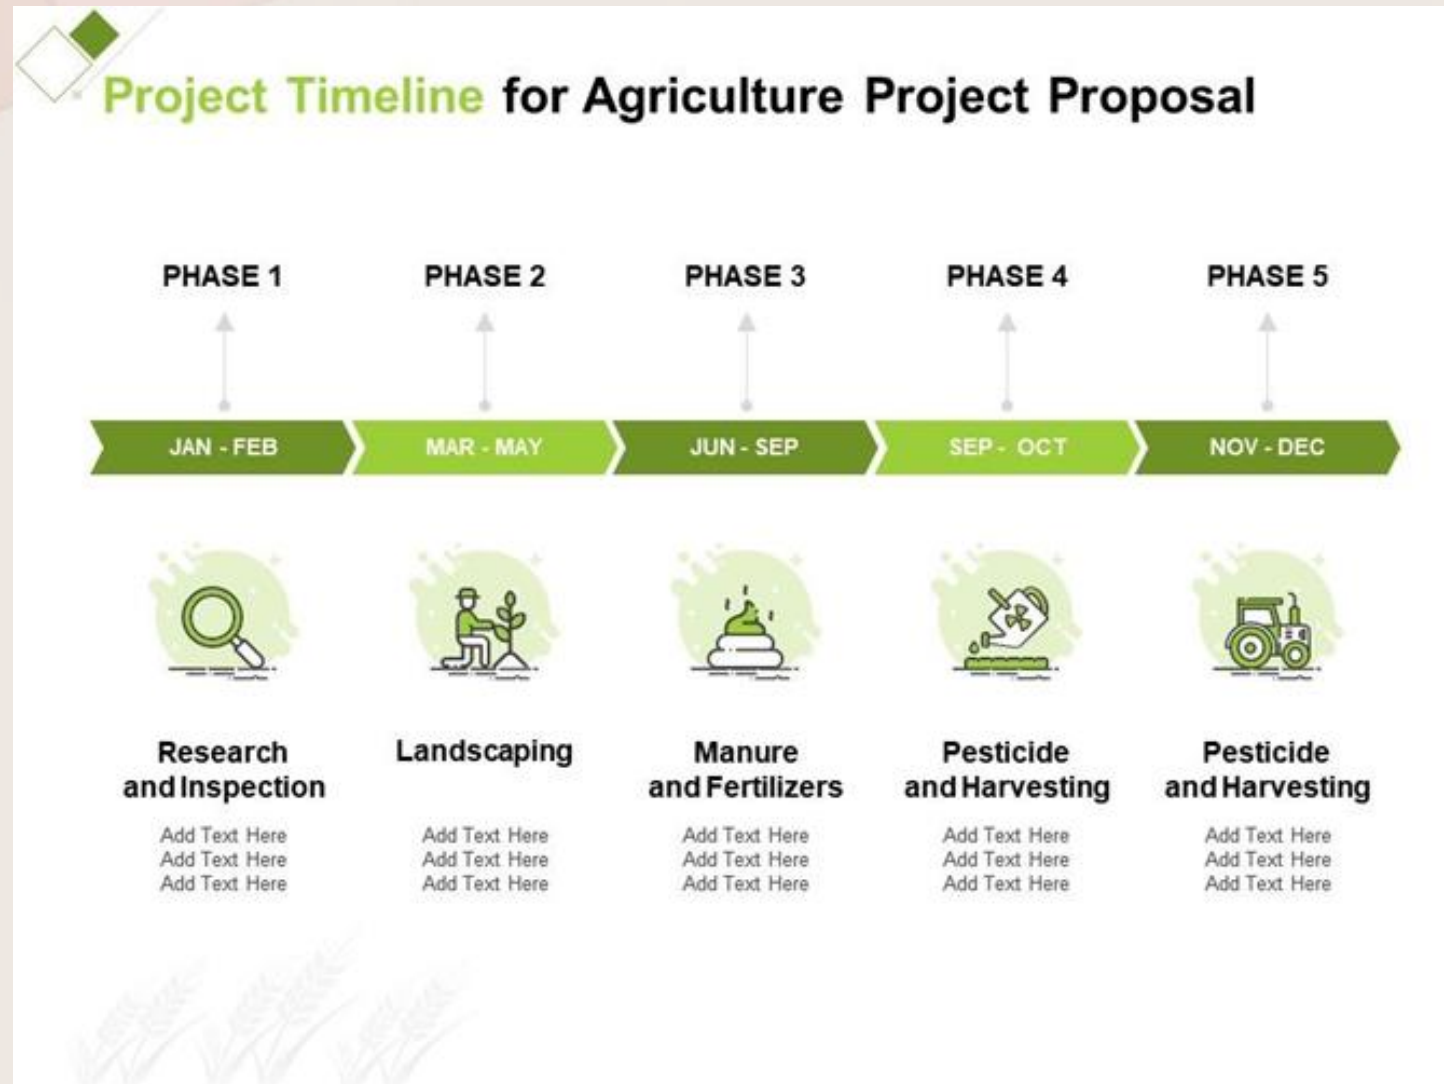 Project Timeline for Agriculture Project Proposal
PHASE 1
PHASE 2
PHASE 3
PHASE 4
PHASE 5
JAN - FEB
MAR - MAY
JUN - SEP
SEP - OCT
NOV - DEC
Research
and Inspection
Add Text Here
Add Text Here
Add Text Here
Landscaping
Add Text Here
Add Text Here
Add Text Here
Manure
and Fertilizers
Add Text Here
Add Text Here
Add Text Here
Pesticide
and Harvesting
Add Text Here
Add Text Here
Add Text Here
Pesticide
and Harvesting
Add Text Here
Add Text Here
Add Text Here